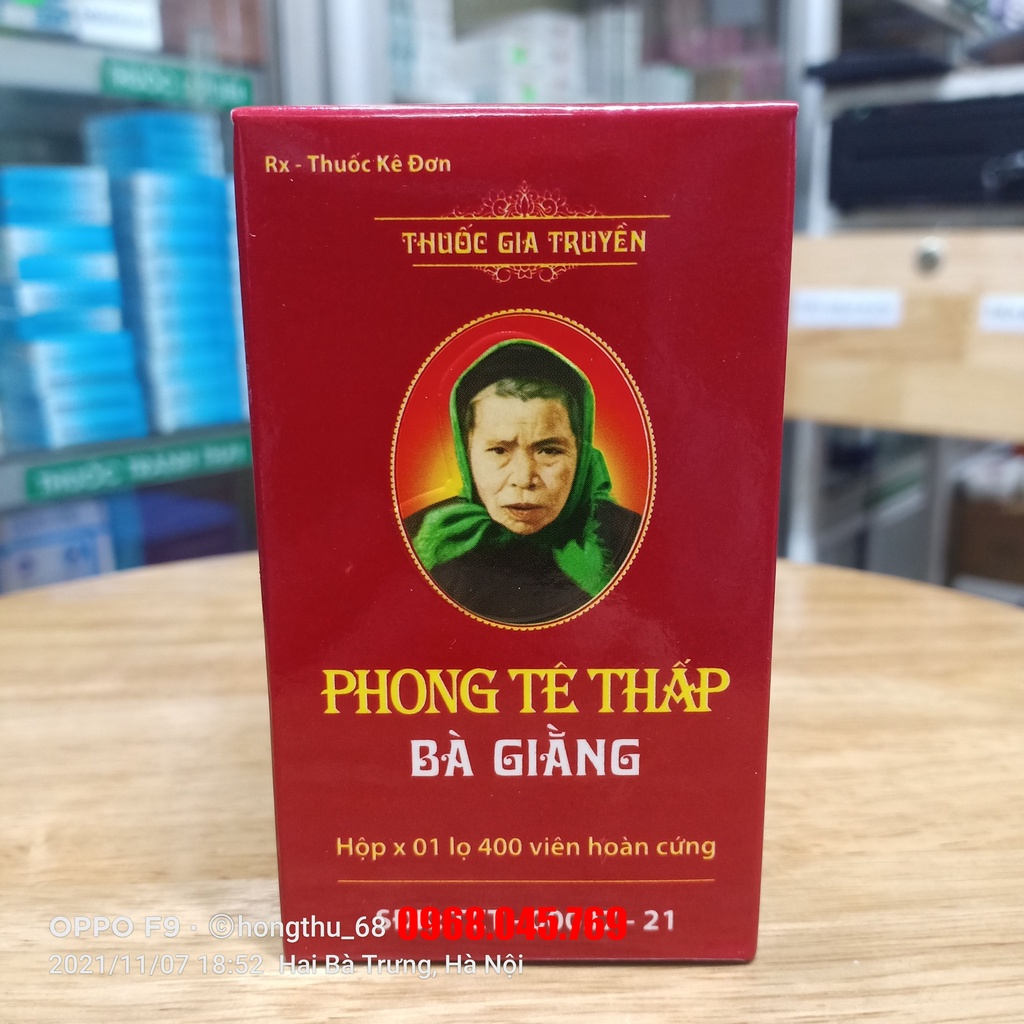 Rx - Thuốc Kê Đơn
THUỐC GIA TRUYỀN
PHONG TÊ THẤP
BÀ GIẰNG
Hộp x 01 lọ 400 viên hoàn cứng
- 21
OPPO F9 · ©hongthu_68
0968.045.769
2021/11/07 18:52 Hai Bà Trưng, Hà Nội